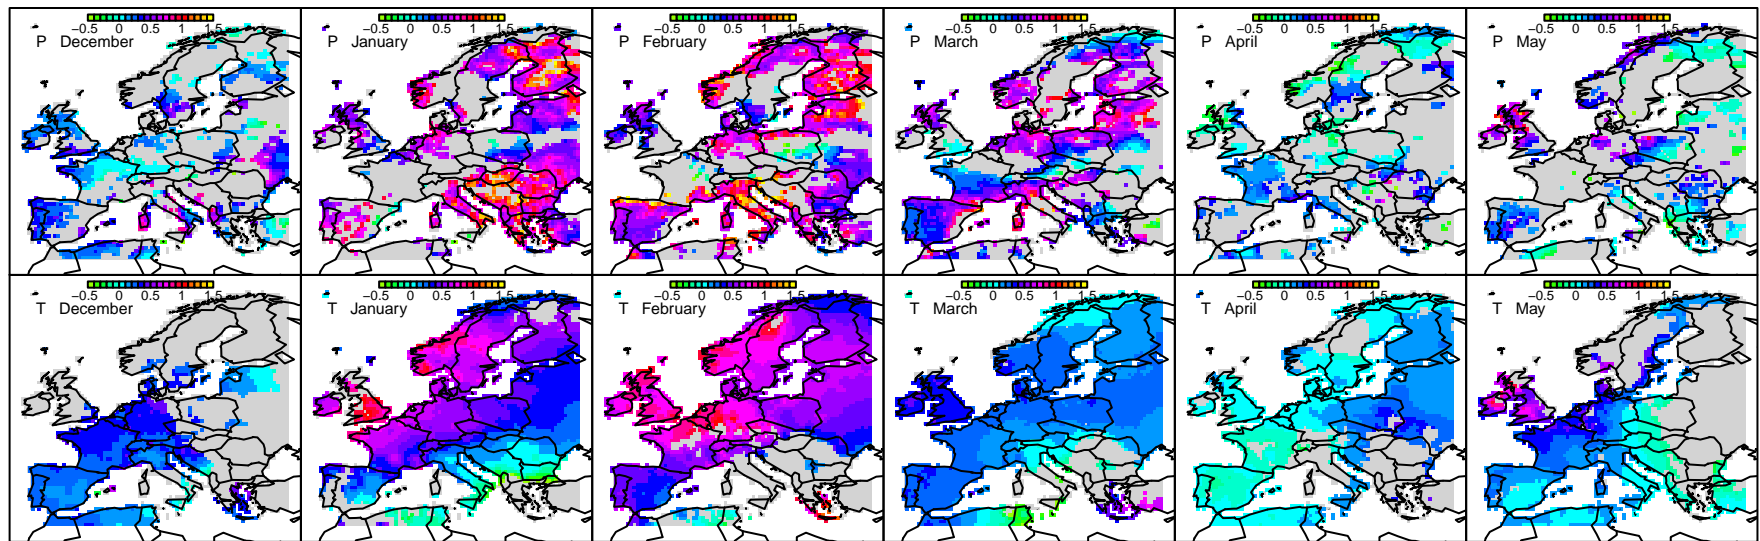 −0.5 0 0.5 1 1.5
P December
−0.5 0 0.5 1 1.5
P January
−0.5 0 0.5 1 1.5
P February
−0.5 0 0.5 1 1.5
P March
−0.5 0 0.5 1 1.5
P April
−0.5 0 0.5 1 1.5
P May
−0.5 0 0.5 1 1.5
T December
−0.5 0 0.5 1 1.5
T January
−0.5 0 0.5 1 1.5
T February
−0.5 0 0.5 1 1.5
T March
−0.5 0 0.5 1 1.5
T April
−0.5 0 0.5 1 1.5
T May